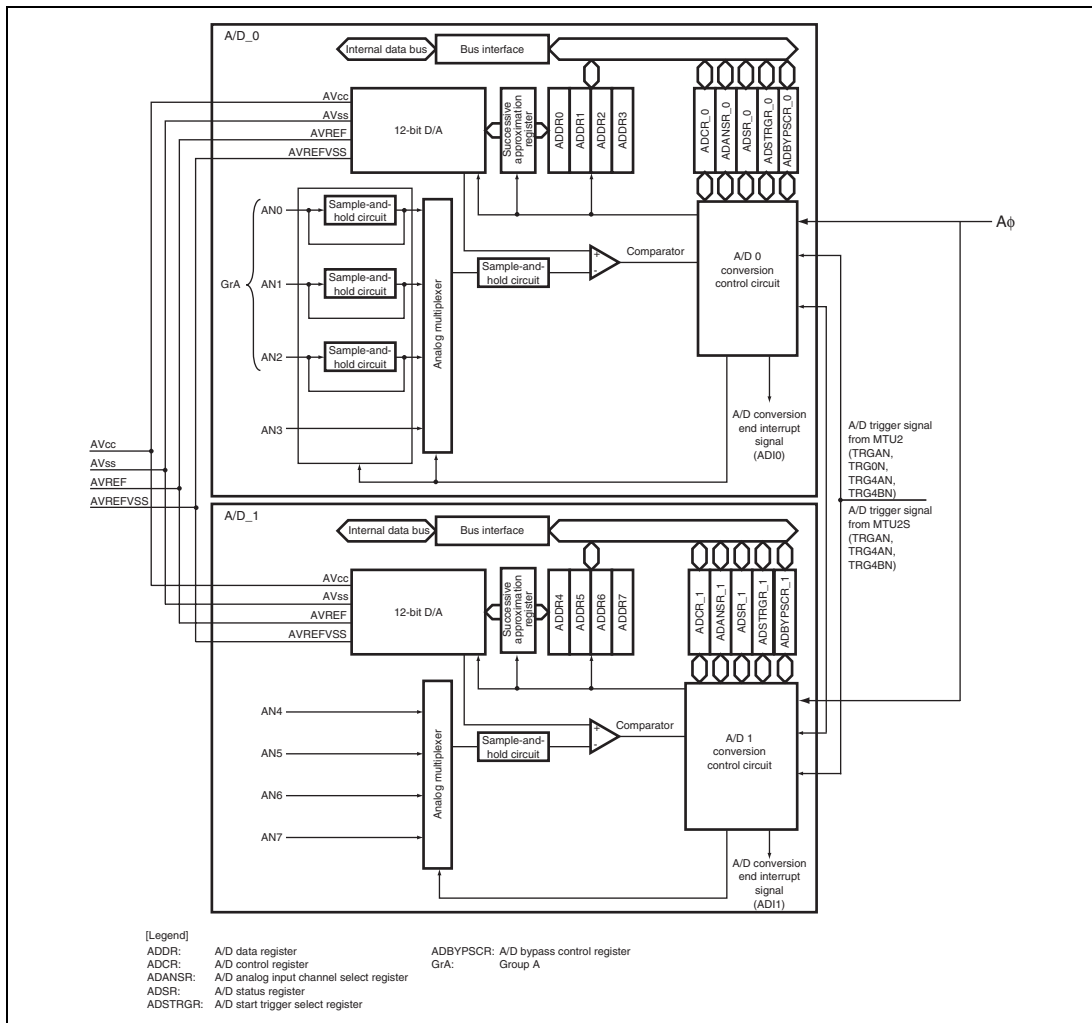 A/D_0
Internal data bus
Bus interface
AVcc
AVss
AVREF
AVREFVSS
12-bit D/A
Successive
approximation
register
ADDR0
ADDR1
ADDR2
ADDR3
ADCR_0
ADANSR_0
ADSR_0
ADSTRGR_0
ADBYPSCR_0
GrA
AN0
Sample-and-
hold circuit
AN1
Sample-and-
hold circuit
AN2
Sample-and-
hold circuit
AN3
Analog multiplexer
Sample-and-
hold circuit
+
-
Comparator
A/D 0
conversion
control circuit
Aϕ
A/D conversion
end interrupt
signal
(ADI0)
A/D trigger signal
from MTU2
(TRGAN,
TRG0N,
TRG4AN,
TRG4BN)
A/D trigger signal
from MTU2S
(TRGAN,
TRG4AN,
TRG4BN)
AVcc
AVss
AVREF
AVREFVSS
A/D_1
Internal data bus
Bus interface
AVcc
AVss
AVREF
AVREFVSS
12-bit D/A
Successive
approximation
register
ADDR4
ADDR5
ADDR6
ADDR7
ADCR_1
ADANSR_1
ADSR_1
ADSTRGR_1
ADBYPSCR_1
AN4
AN5
AN6
AN7
Analog multiplexer
Sample-and-
hold circuit
+
-
Comparator
A/D 1
conversion
control circuit
A/D conversion
end interrupt
signal
(ADI1)
[Legend]
ADDR: A/D data register
ADCR: A/D control register
ADANSR: A/D analog input channel select register
ADSR: A/D status register
ADSTRGR: A/D start trigger select register
ADBYPSCR: A/D bypass control register
GrA: Group A